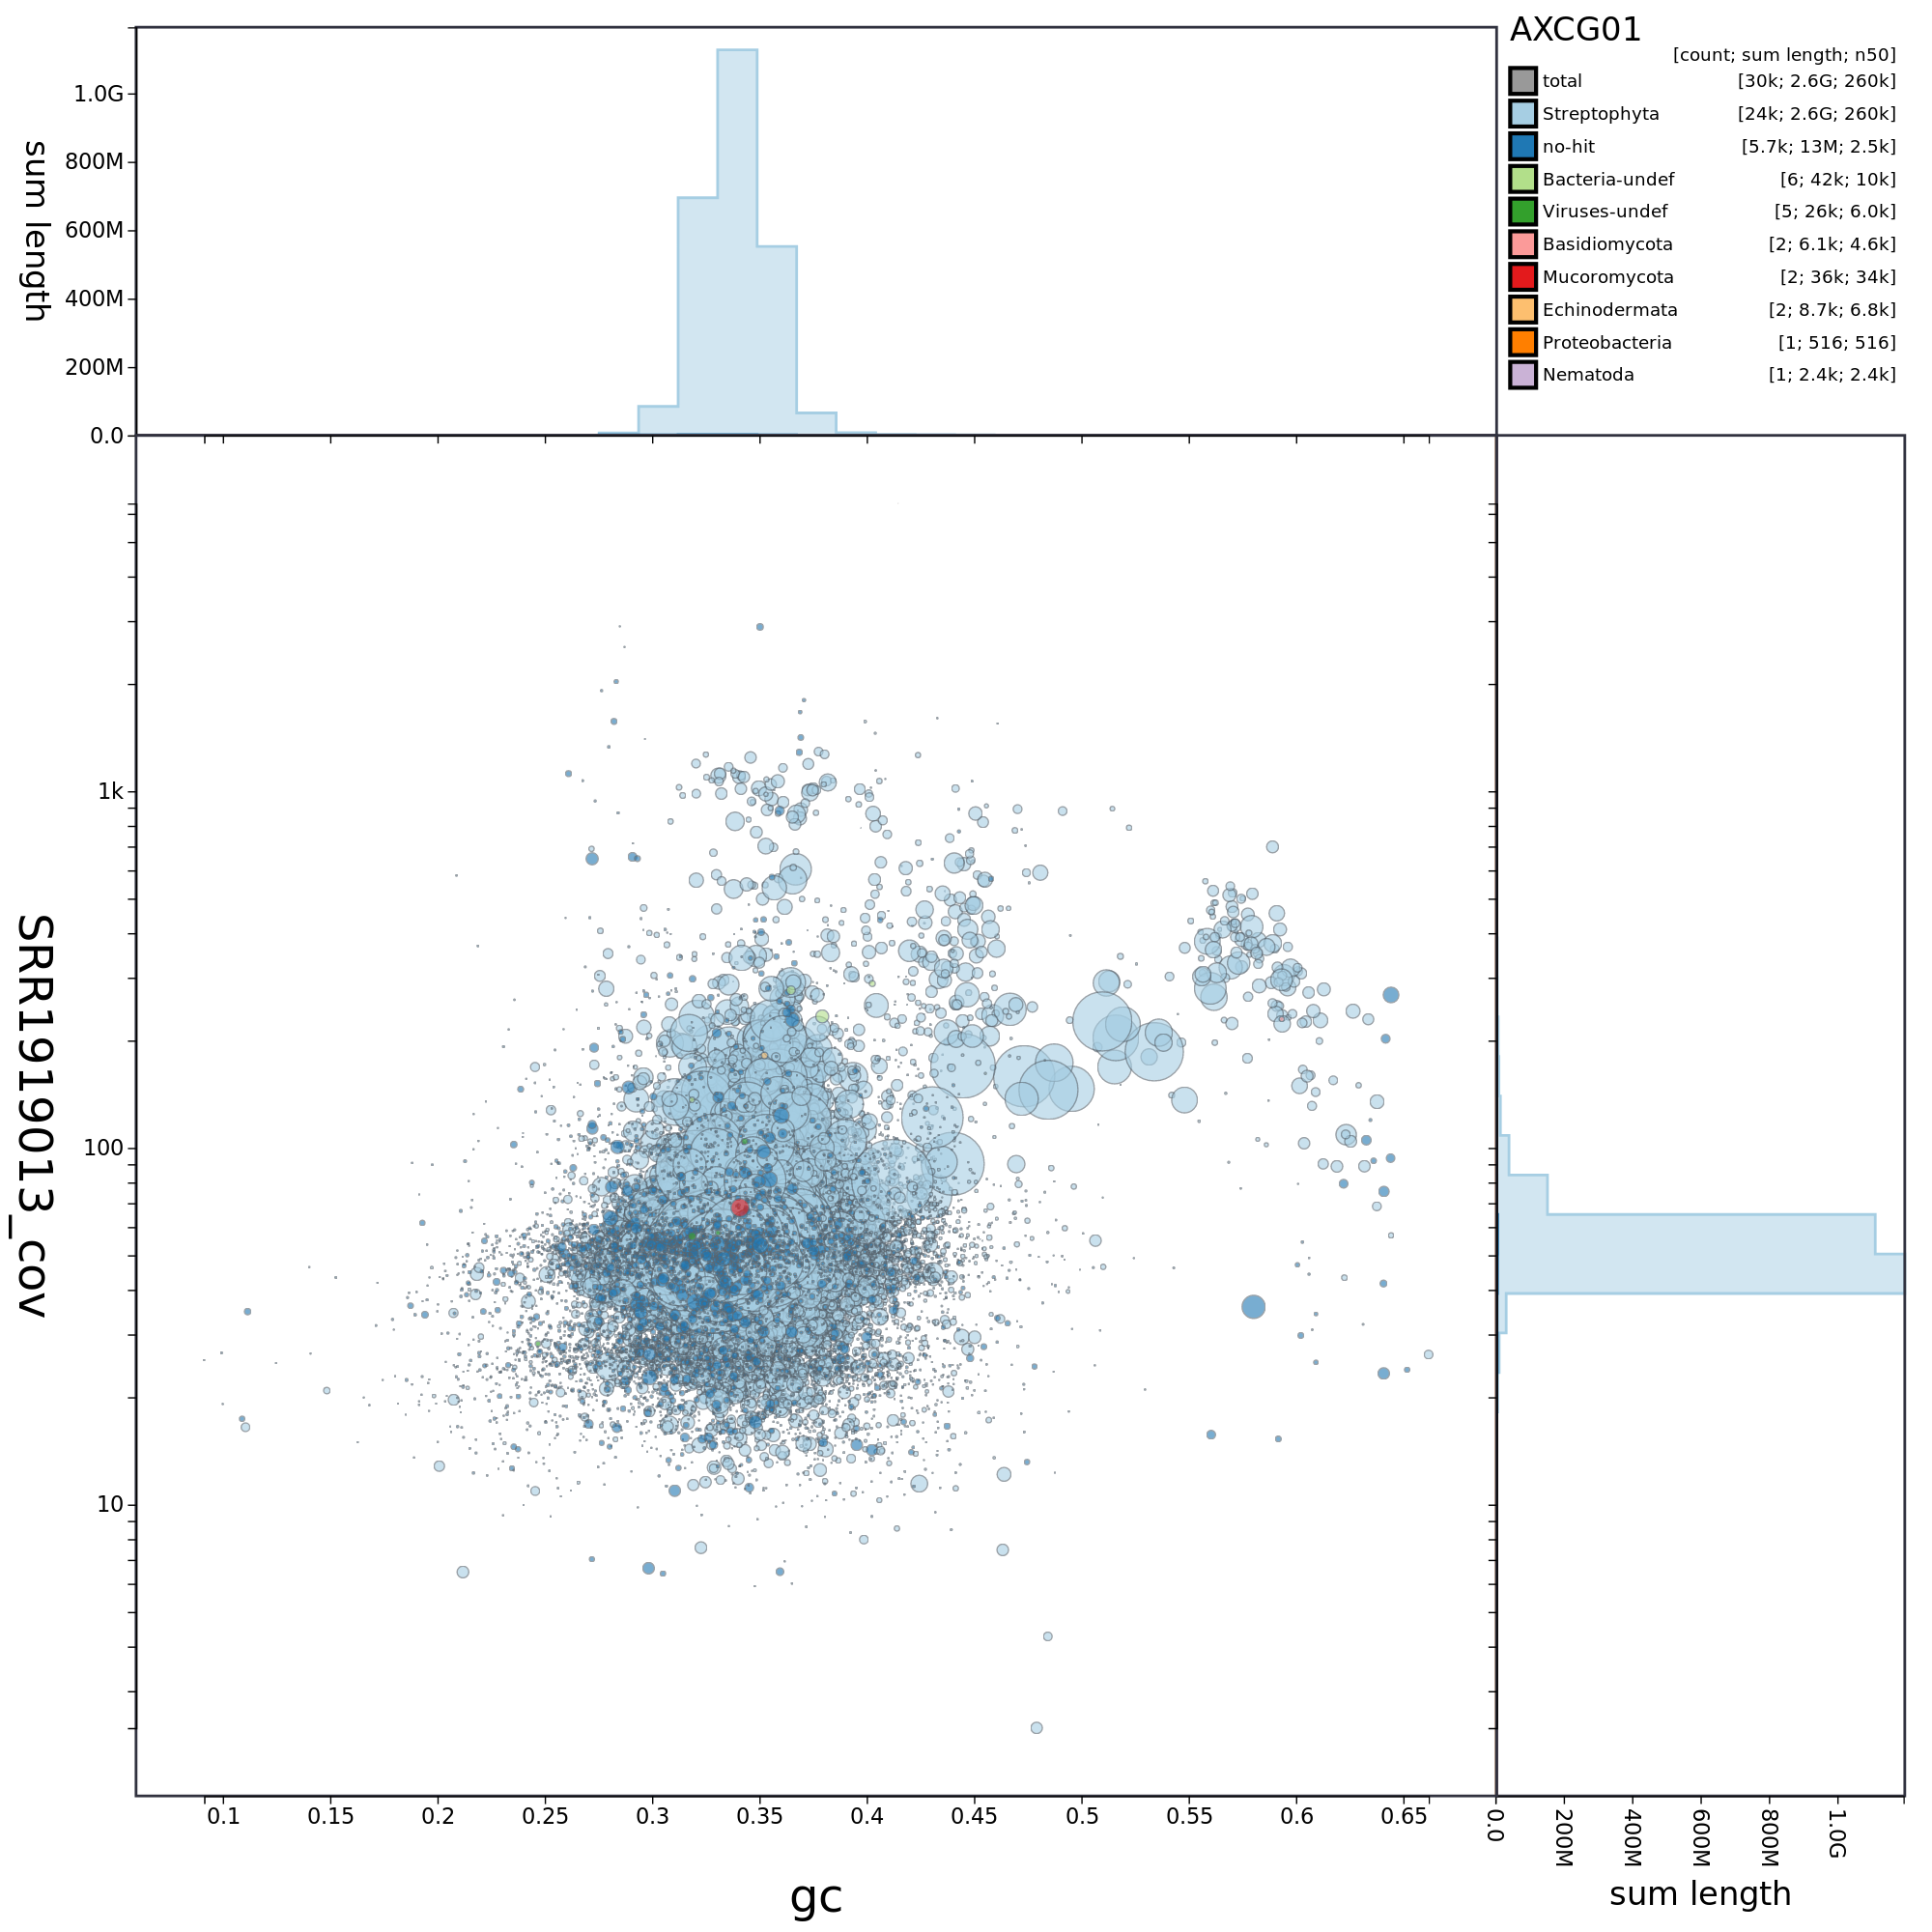 AXCG01
[count; sum length; n50]
total [30k; 2.6G; 260k]
Streptophyta [24k; 2.6G; 260k]
no-hit [5.7k; 13M; 2.5k]
Bacteria-undef [6; 42k; 10k]
Viruses-undef [5; 26k; 6.0k]
Basidiomycota [2; 6.1k; 4.6k]
Mucoromycota [2; 36k; 34k]
Echinodermata [2; 8.7k; 6.8k]
Proteobacteria [1; 516; 516]
Nematoda [1; 2.4k; 2.4k]
sum length
1.0G
800M
600M
400M
200M
0.0
SRR1919013_cov
1k
100
10
0.1 0.15 0.2 0.25 0.3 0.35 0.4 0.45 0.5 0.55 0.6 0.65
gc
0.0 200M 400M 600M 800M 1.0G
sum length